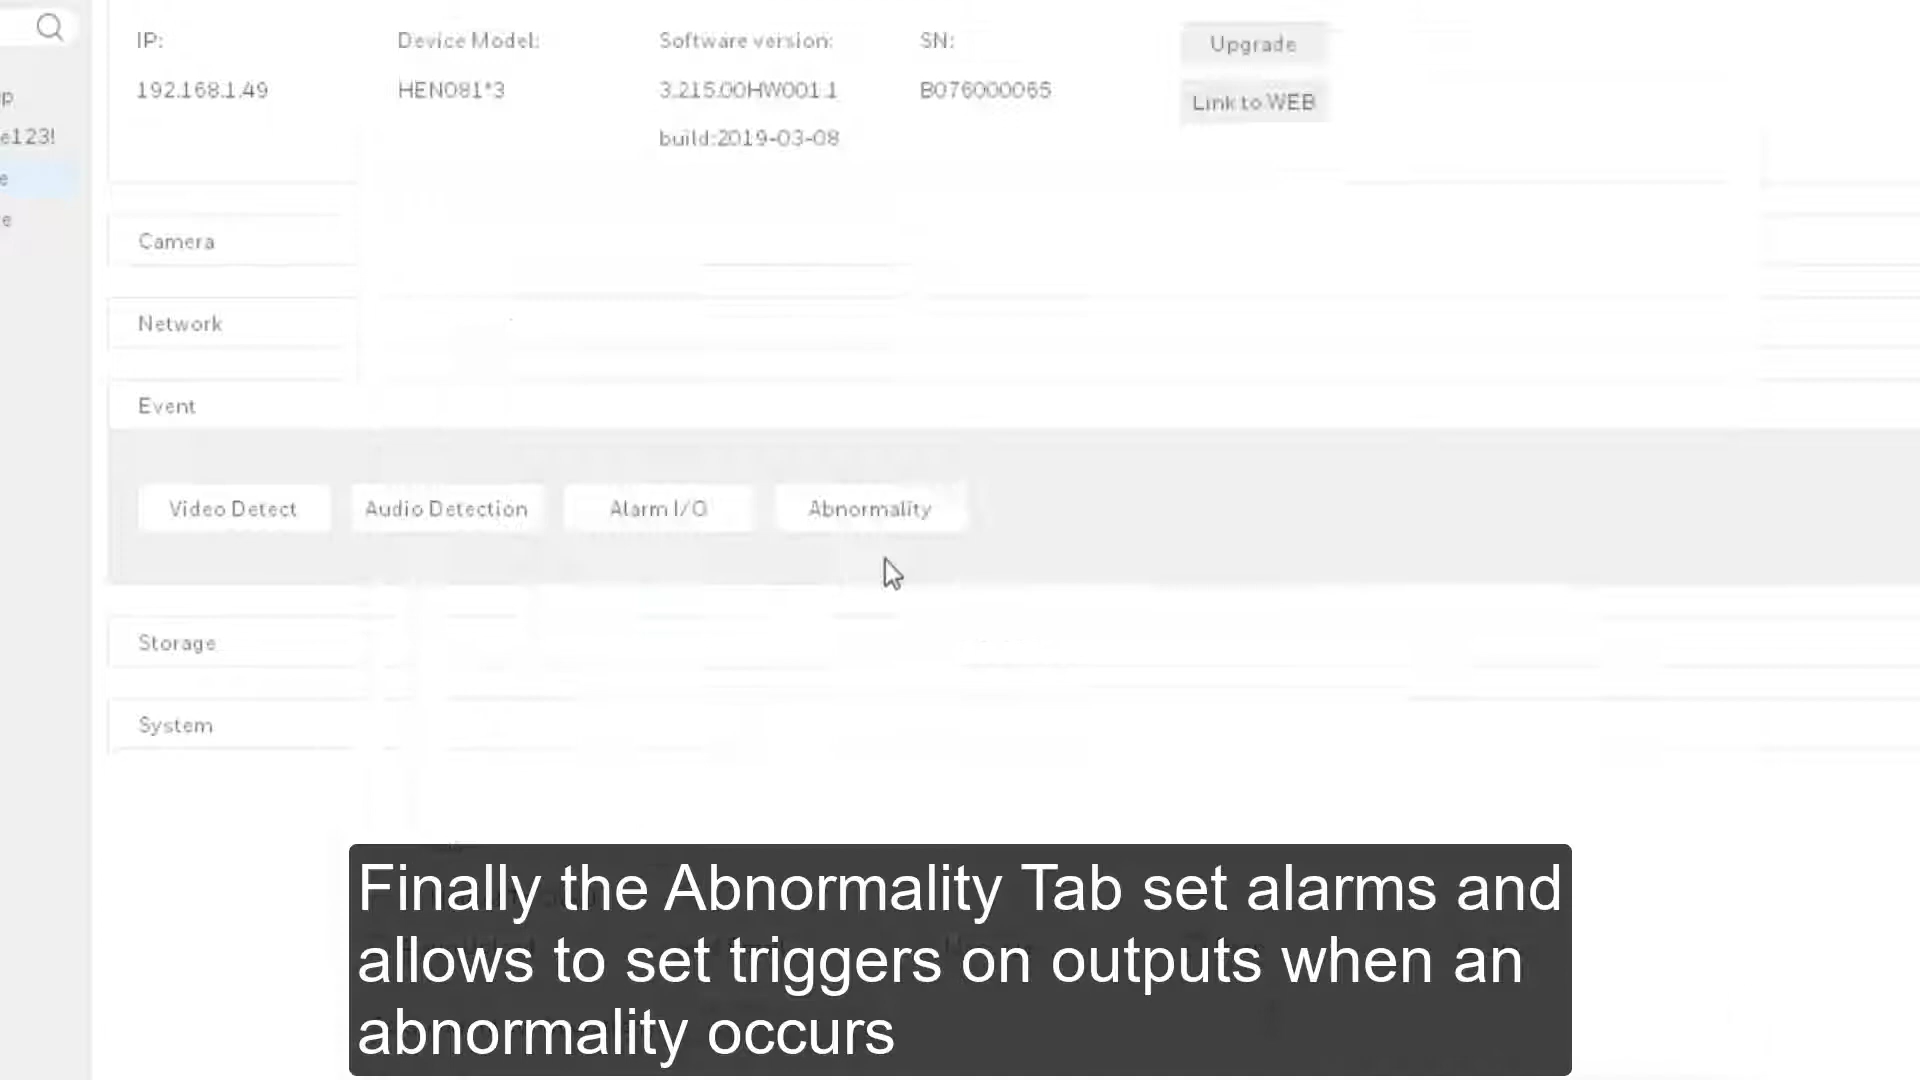 IP: Device Model: Software version: SN: Upgrade
192.168.1.49 HEN081*3 3.215.00HW001.1 B076000065
Link to WEB
build:2019-03-08
p
e123!
e
e
Camera
Network
Event
Video Detect Audio Detection Alarm I/O Abnormality
Storage
System
Finally the Abnormality Tab set alarms and
allows to set triggers on outputs when an
abnormality occurs